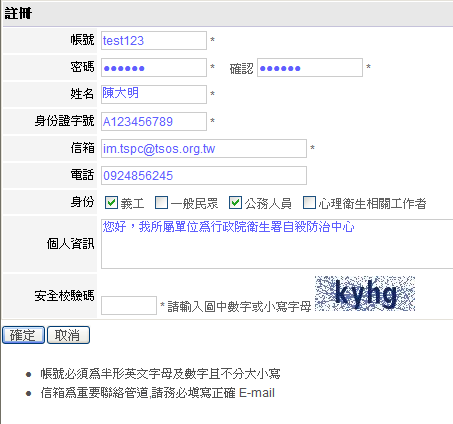 註冊
帳號 test123 *
密碼 ●●●●●● * 確認 ●●●●●● *
姓名 陳大明 *
身份證字號 A123456789 *
信箱 im.tspc@tsos.org.tw *
電話 0924856245
身份 義工 一般民眾 公務人員 心理衛生相關工作者
個人資訊 您好，我所屬單位為行政院衛生署自殺防治中心
安全校驗碼 * 請輸入圖中數字或小寫字母 kyhg
確定 取消
● 帳號必須為半形英文字母及數字且不分大小寫
● 信箱為重要聯絡管道,請務必填寫正確 E-mail